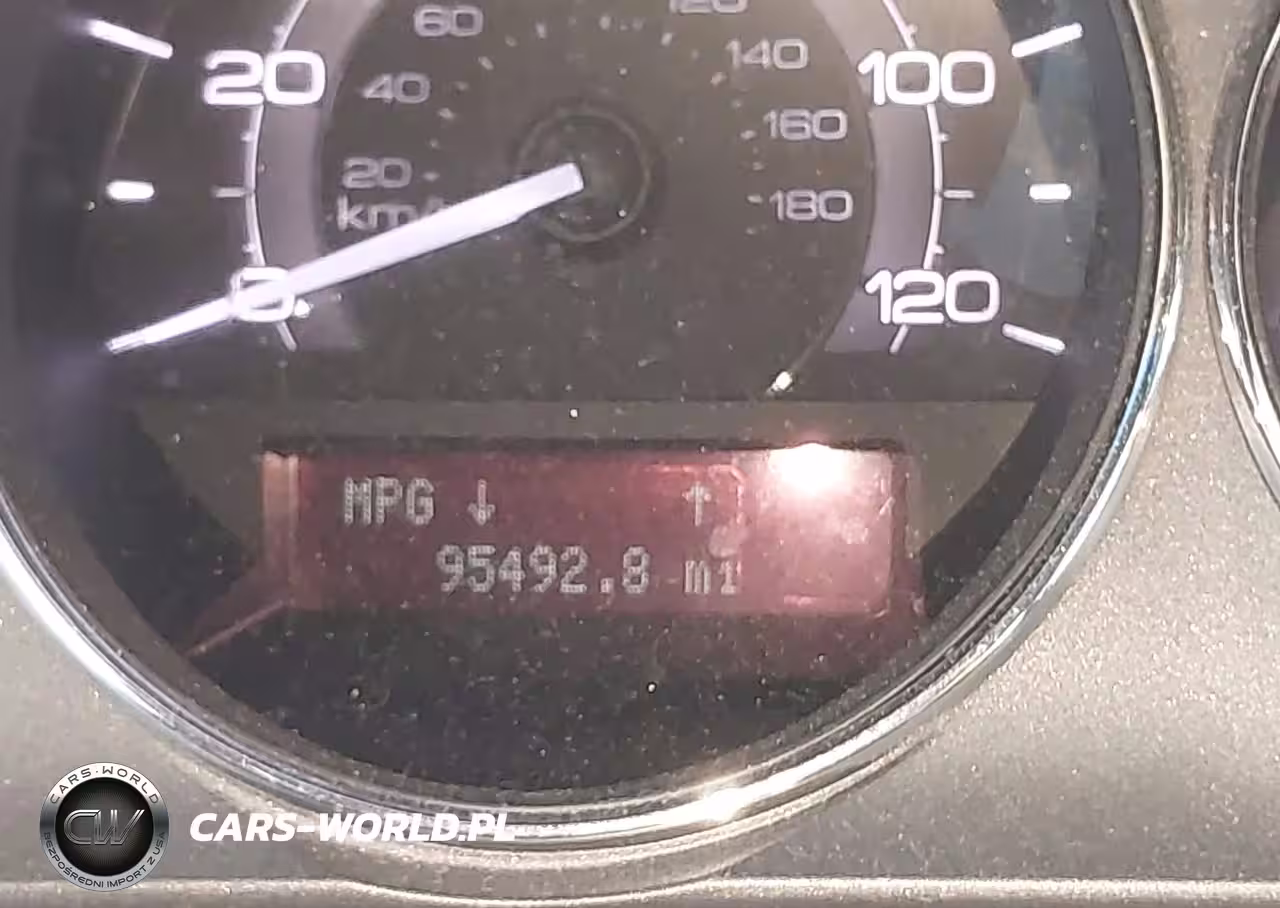 60
120
20
100
40
140
20
160
km/
180
0
120
MPG ↓ ↑
95492.8 mi
CARS-WORLD
CW
BEZPOŚREDNI IMPORT Z USA
CARS-WORLD.PL